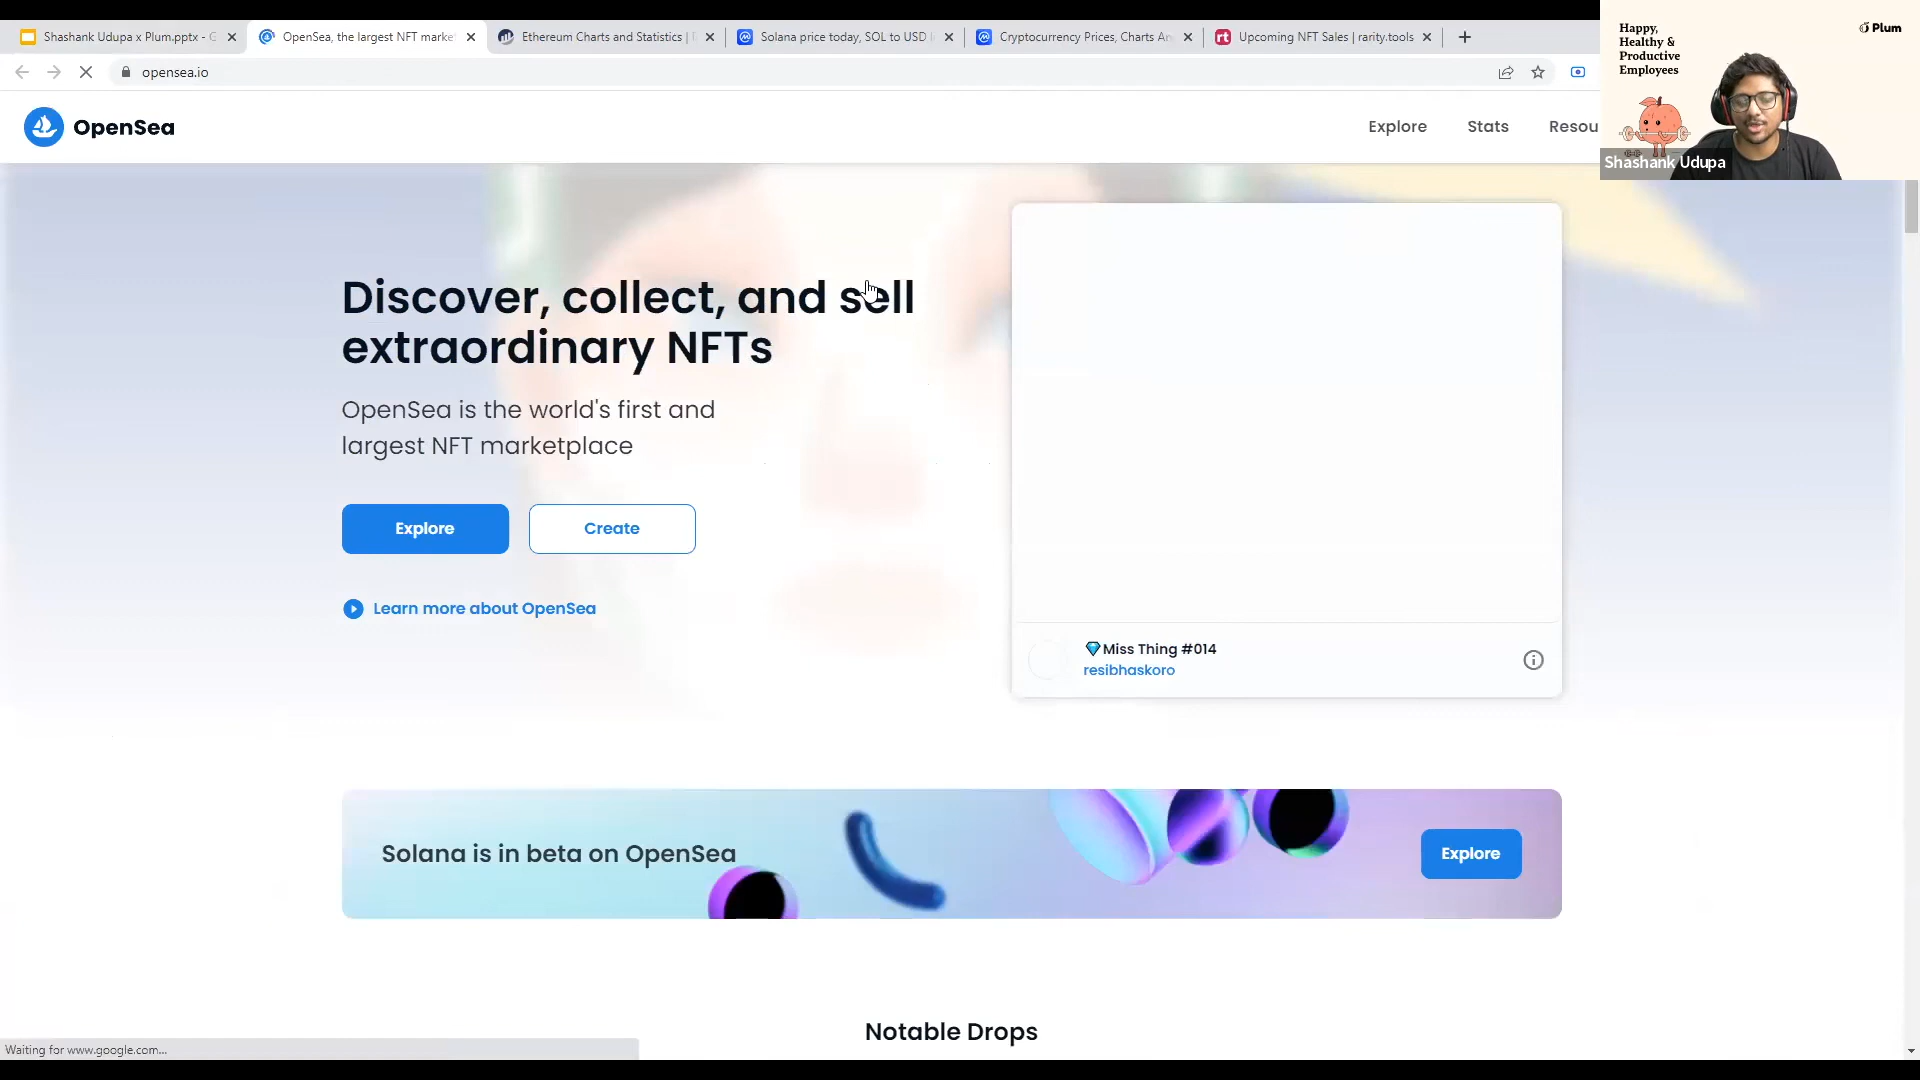 Shashank Udupa x Plum.pptx - G
OpenSea, the largest NFT marke
Ethereum Charts and Statistics |
Solana price today, SOL to USD
Cryptocurrency Prices, Charts An
Upcoming NFT Sales | rarity.tools
opensea.io
Happy,
Healthy &
Productive
Employees
Plum
Shashank Udupa
OpenSea
Explore
Stats
Resou
Discover, collect, and sell
extraordinary NFTs
OpenSea is the world's first and
largest NFT marketplace
Explore
Create
Learn more about OpenSea
Miss Thing #014
resibhaskoro
Solana is in beta on OpenSea
Explore
Notable Drops
Waiting for www.google.com...